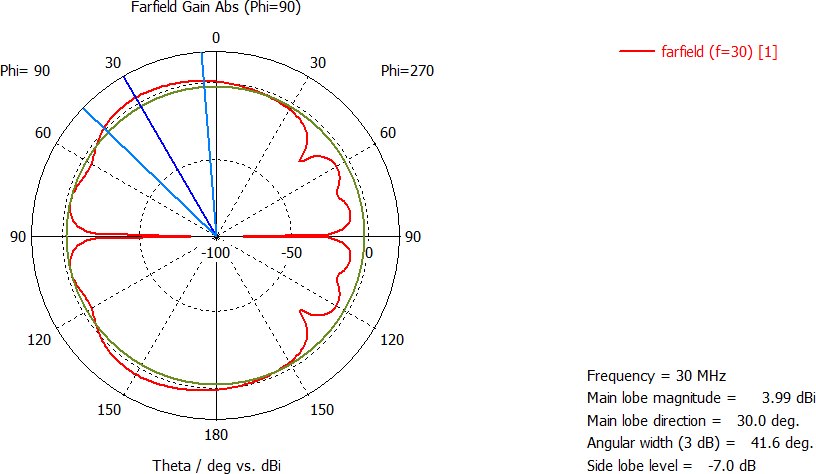 Farfield Gain Abs (Phi=90)
0
30
30
Phi= 90
Phi=270
farfield (f=30) [1]
60
60
90
90
-100
-50
0
120
120
150
150
180
Theta / deg vs. dBi
Frequency = 30 MHz
Main lobe magnitude = 3.99 dBi
Main lobe direction = 30.0 deg.
Angular width (3 dB) = 41.6 deg.
Side lobe level = -7.0 dB